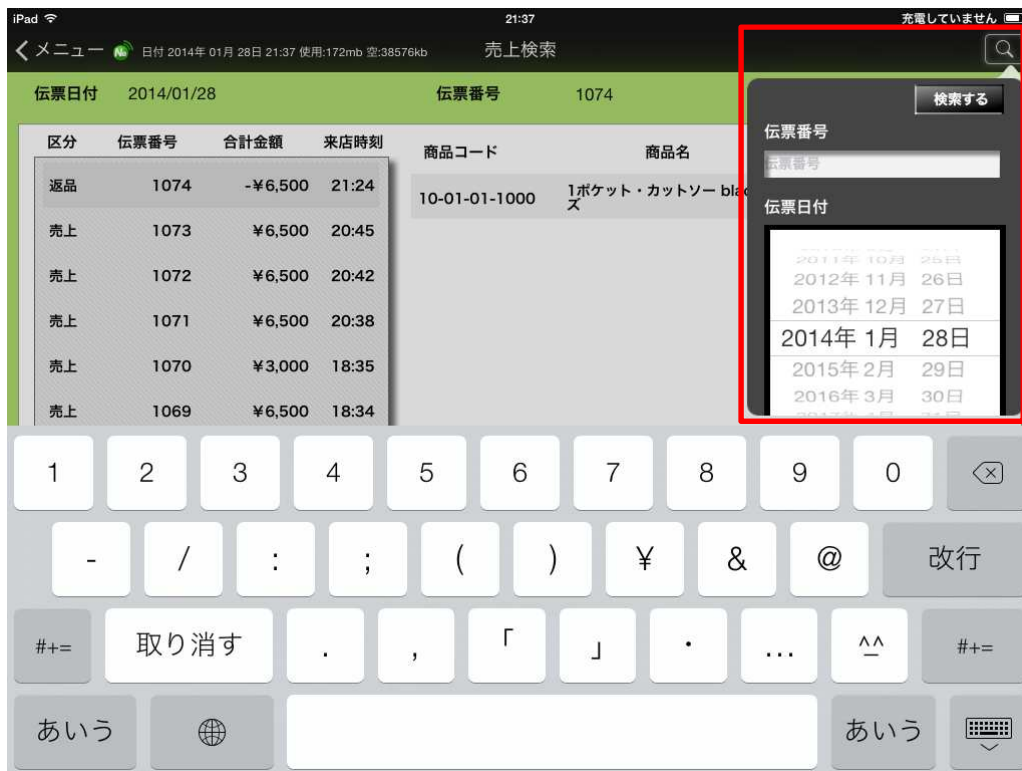 iPad 21:37 充電していません
メニュー 日付 2014年 01月 28日 21:37 使用:172mb 空:38576kb 売上検索
伝票日付 2014/01/28 伝票番号 1074
検索する
伝票番号
伝票番号
伝票日付
区分 伝票番号 合計金額 来店時刻
返品 1074 -¥6,500 21:24
売上 1073 ¥6,500 20:45
売上 1072 ¥6,500 20:42
売上 1071 ¥6,500 20:38
売上 1070 ¥3,000 18:35
売上 1069 ¥6,500 18:34
商品コード 商品名
10-01-01-1000 1ポケット・カットソー
ズ
2011年 10月 25日
2012年 11月 26日
2013年 12月 27日
2014年 1月 28日
2015年 2月 29日
2016年 3月 30日
1 2 3 4 5 6 7 8 9 0
- / : ; ( ) ¥ & @ 改行
#+= 取り消す . , 「 」 ・ ... ^_^ #+=
あいう あいう